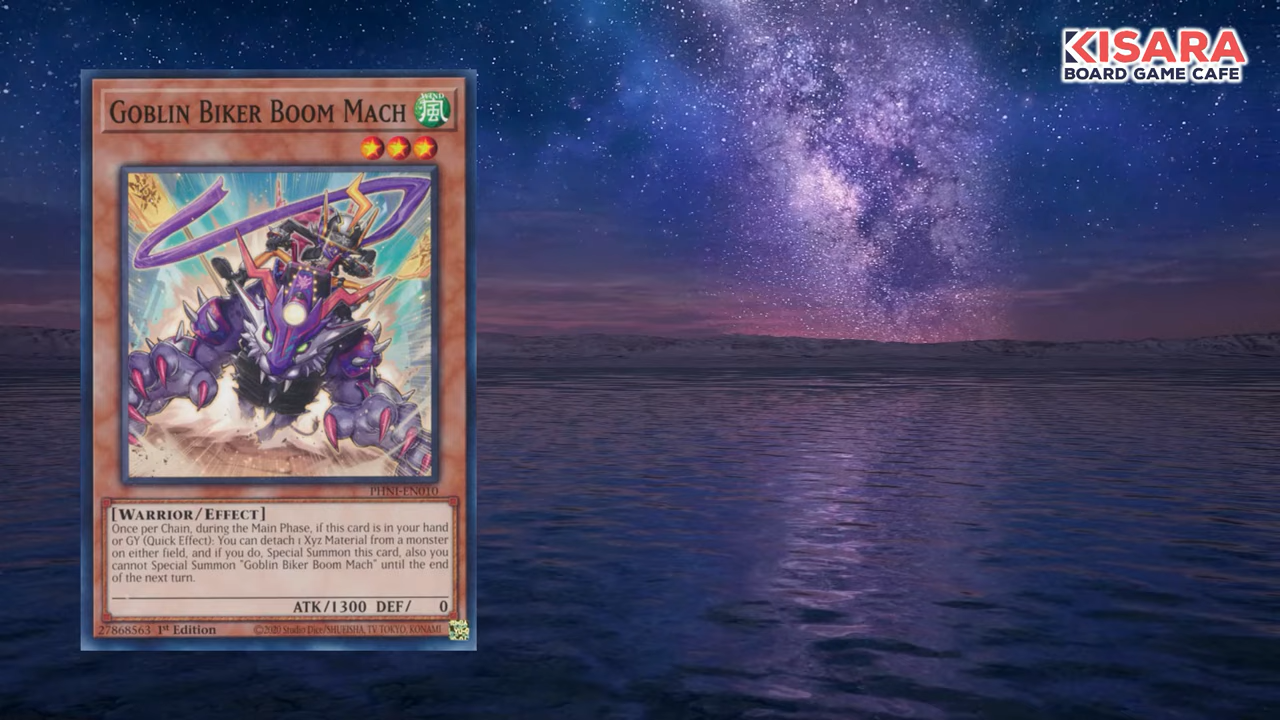 KISARA
BOARD GAME CAFE
GOBLIN BIKER BOOM MACH
WIND
風
PHNI-EN010
[WARRIOR/EFFECT]
Once per Chain, during the Main Phase, if this card is in your hand
or GY (Quick Effect): You can detach 1 Xyz Material from a monster
on either field, and if you do, Special Summon this card, also you
cannot Special Summon "Goblin Biker Boom Mach" until the end
of the next turn.
ATK/1300 DEF/ 0
27868563 1st Edition ©2020 Studio Dice/SHUEISHA, TV TOKYO, KONAMI